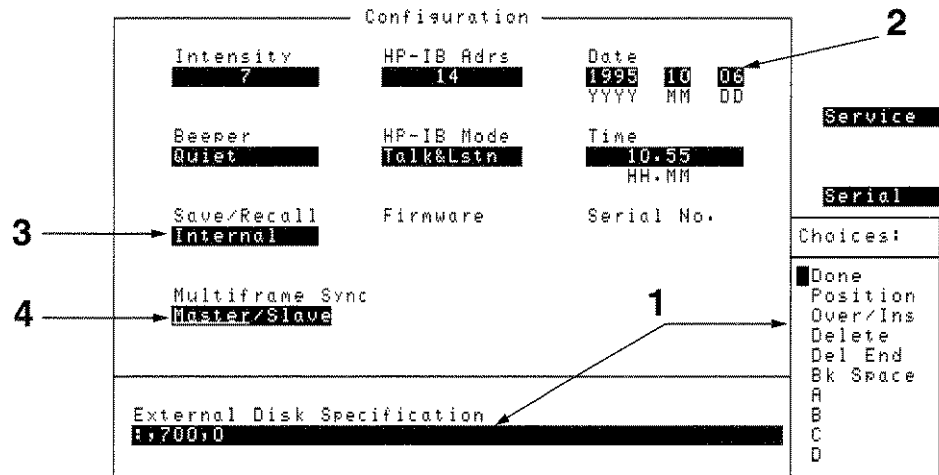 Configuration
2
Intensity HP-IB Adrs Date
7 14 1995 10 06
YYYY MM DD
Service
Beeper HP-IB Mode Time
Quiet Talk&Lstn 10.55
HH.MM
Serial
Save/Recall Firmware Serial No.
3 Internal
Choices:
Multiframe Sync
4 Master/Slave
1
Done
Position
Over/Ins
Delete
Del End
Bk Space
A
B
C
D
External Disk Specification
:,700,0